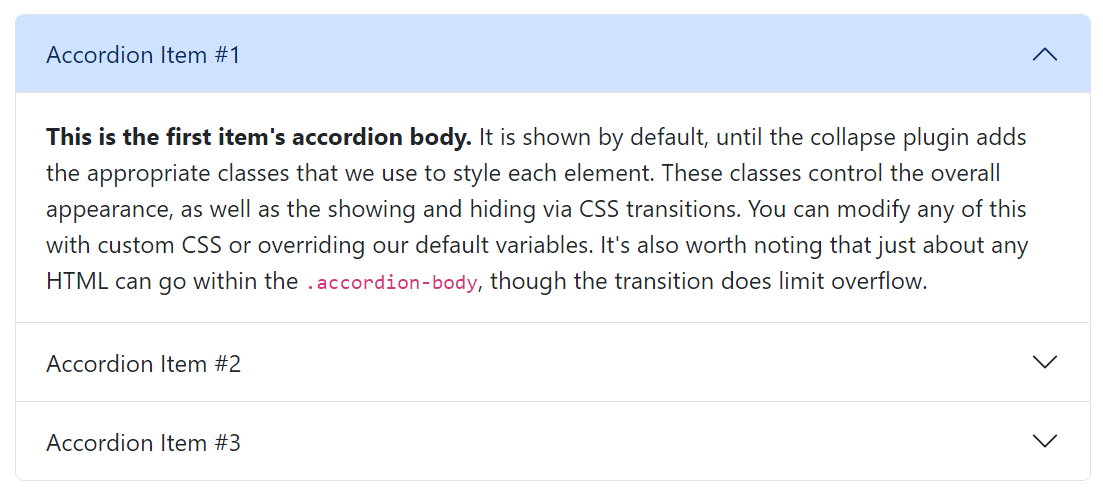 Accordion Item #1
This is the first item's accordion body. It is shown by default, until the collapse plugin adds
the appropriate classes that we use to style each element. These classes control the overall
appearance, as well as the showing and hiding via CSS transitions. You can modify any of this
with custom CSS or overriding our default variables. It's also worth noting that just about any
HTML can go within the .accordion-body, though the transition does limit overflow.
Accordion Item #2
Accordion Item #3